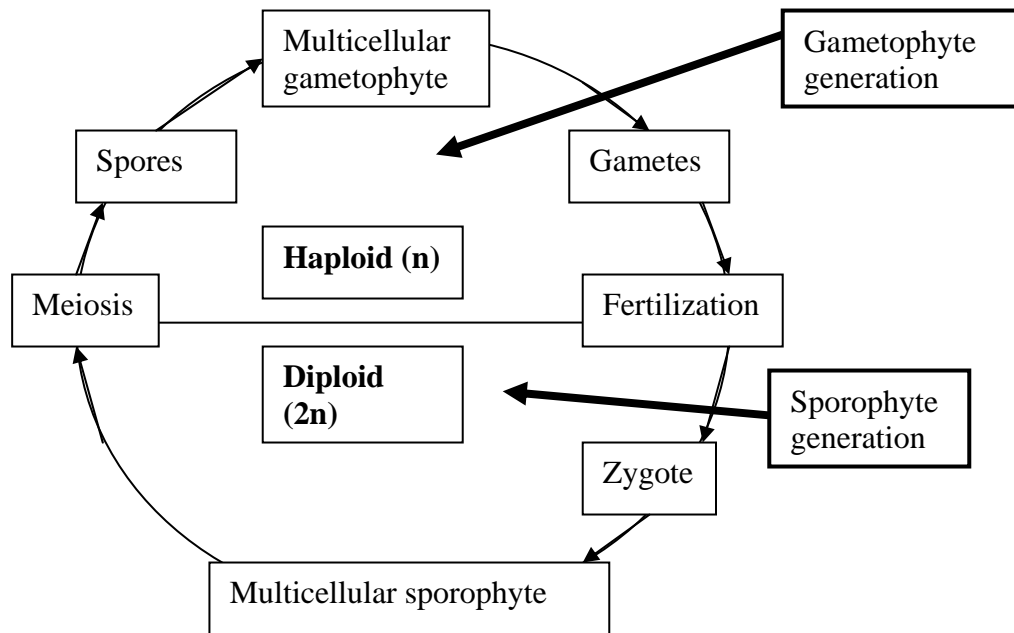 Multicellular
gametophyte
Gametophyte
generation
Spores
Gametes
Haploid (n)
Meiosis
Fertilization
Diploid
(2n)
Sporophyte
generation
Zygote
Multicellular sporophyte